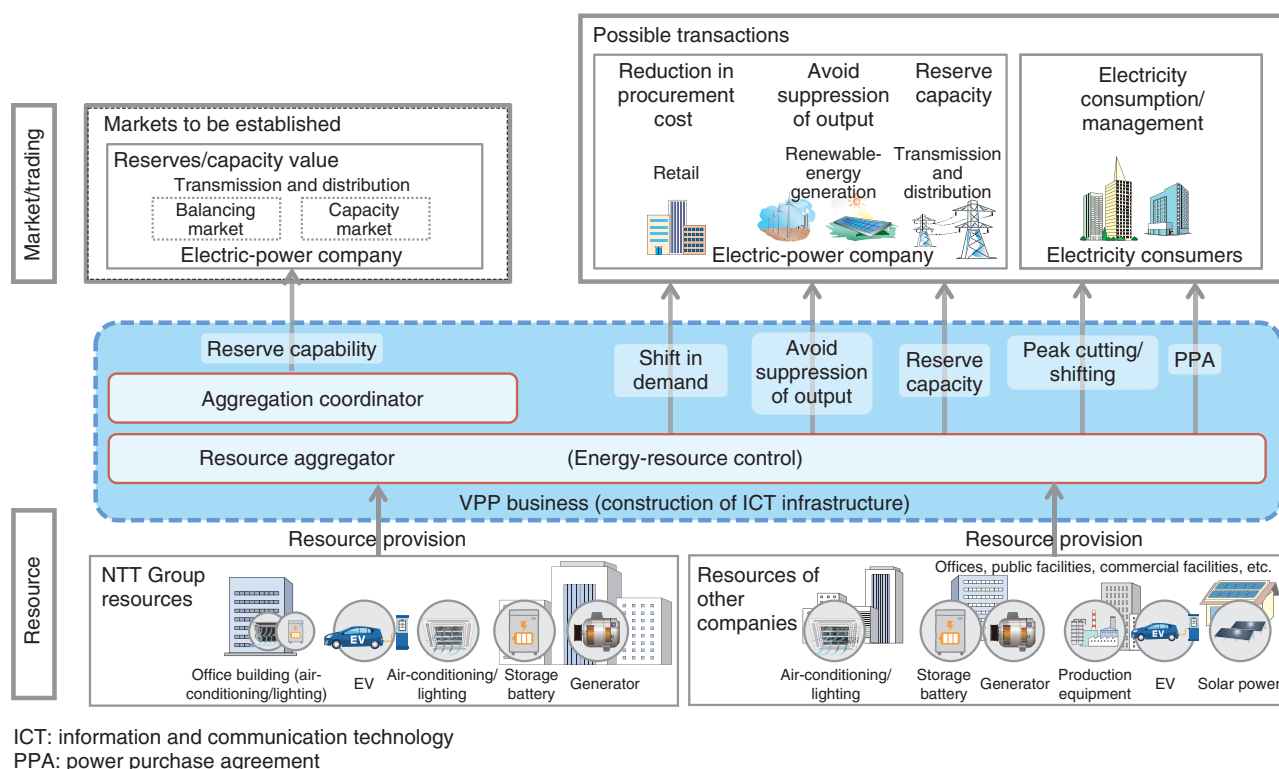 Possible transactions
Reduction in
procurement
cost
Avoid
suppression
of output
Reserve
capacity
Electricity
consumption/
management
Retail
Renewable-
energy
generation
Transmission
and
distribution
Electric-power company
Electricity consumers
Market/trading
Markets to be established
Reserves/capacity value
Transmission and distribution
Balancing
market
Capacity
market
Electric-power company
Reserve capability
Shift in
demand
Avoid
suppression
of output
Reserve
capacity
Peak cutting/
shifting
PPA
Aggregation coordinator
Resource aggregator
(Energy-resource control)
VPP business (construction of ICT infrastructure)
Resource
Resource provision
Resource provision
NTT Group
resources
EV
Office building (air-
conditioning/lighting)
EV
Air-conditioning/
lighting
Storage
battery
Generator
Resources of
other
companies
Offices, public facilities, commercial facilities, etc.
EV
Air-conditioning/
lighting
Storage
battery
Generator
Production
equipment
EV
Solar power
ICT: information and communication technology
PPA: power purchase agreement